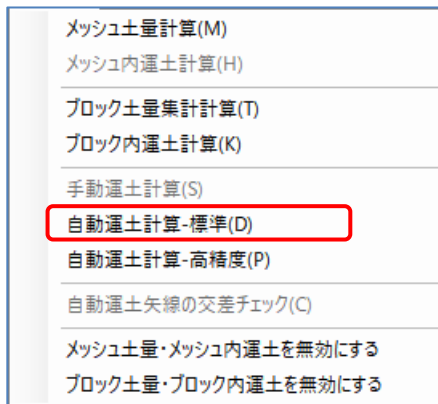 メッシュ土量計算(M)
メッシュ内運土計算(H)
ブロック土量集計計算(T)
ブロック内運土計算(K)
手動運土計算(S)
自動運土計算-標準(D)
自動運土計算-高精度(P)
自動運土矢線の交差チェック(C)
メッシュ土量・メッシュ内運土を無効にする
ブロック土量・ブロック内運土を無効にする